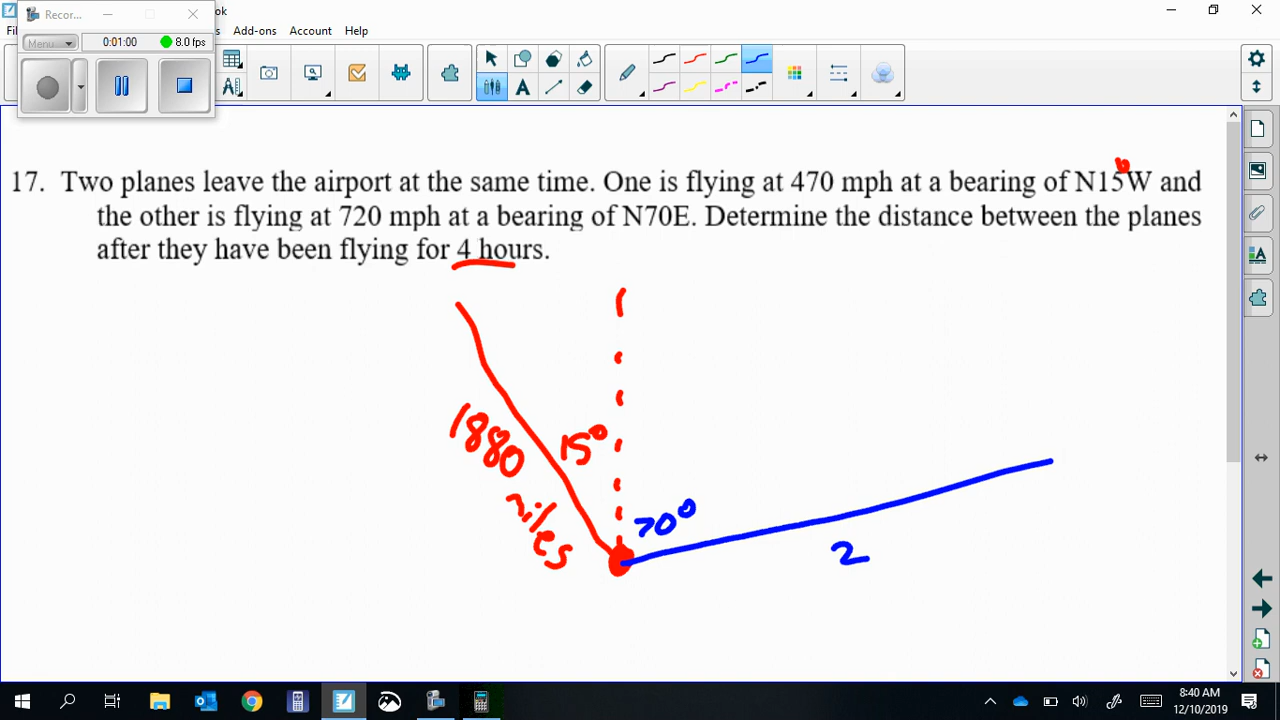 Recor...
ok
Menu
0:01:00
8.0 fps
Fi
s
Add-ons
Account
Help
A
A
17. Two planes leave the airport at the same time. One is flying at 470 mph at a bearing of N15°W and
the other is flying at 720 mph at a bearing of N70E. Determine the distance between the planes
after they have been flying for 4 hours.
1880
miles
15°
70°
2
8:40 AM
12/10/2019